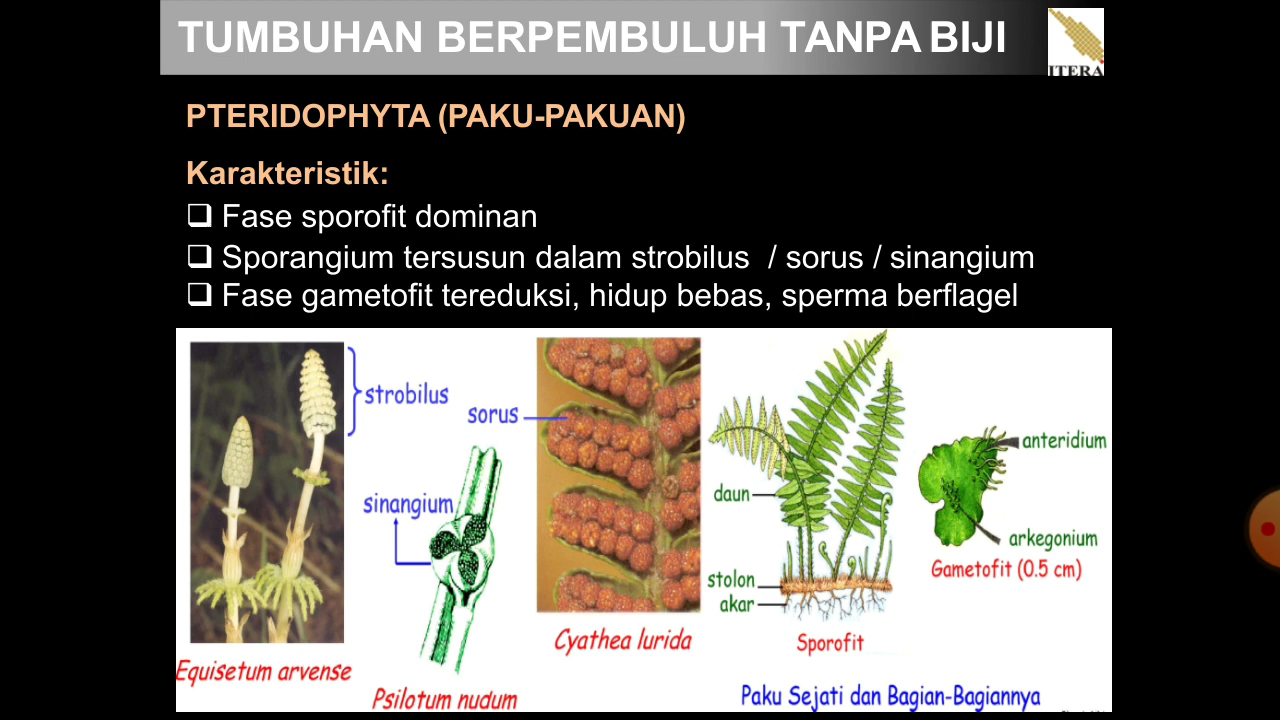 TUMBUHAN BERPEMBULUH TANPA BIJI
ITERA
PTERIDOPHYTA (PAKU-PAKUAN)
Karakteristik:
Fase sporofit dominan
Sporangium tersusun dalam strobilus / sorus / sinangium
Fase gametofit tereduksi, hidup bebas, sperma berflagel
strobilus
sorus
sinangium
Equisetum arvense
Psilotum nudum
Cyathea lurida
daun
stolon
akar
Sporofit
anteridium
arkegonium
Gametofit (0.5 cm)
Paku Sejati dan Bagian-Bagiannya